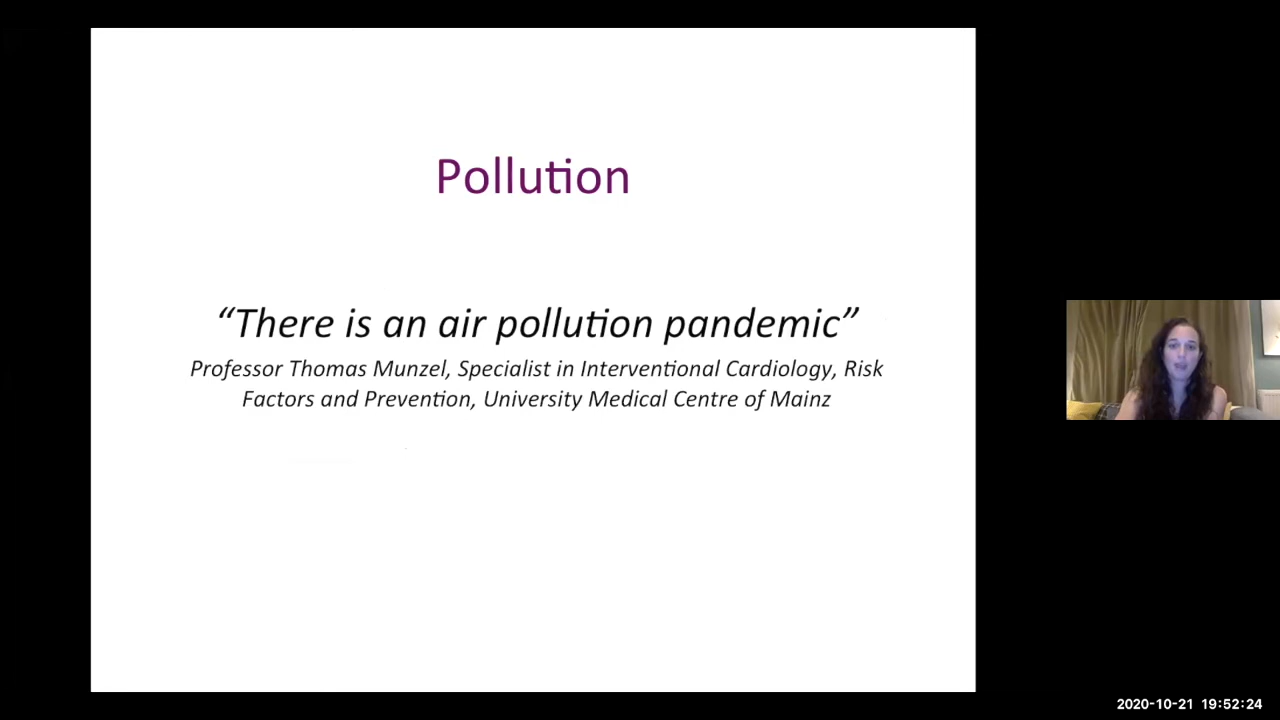 Pollution
“There is an air pollution pandemic”
Professor Thomas Munzel, Specialist in Interventional Cardiology, Risk
Factors and Prevention, University Medical Centre of Mainz
2020-10-21 19:52:24